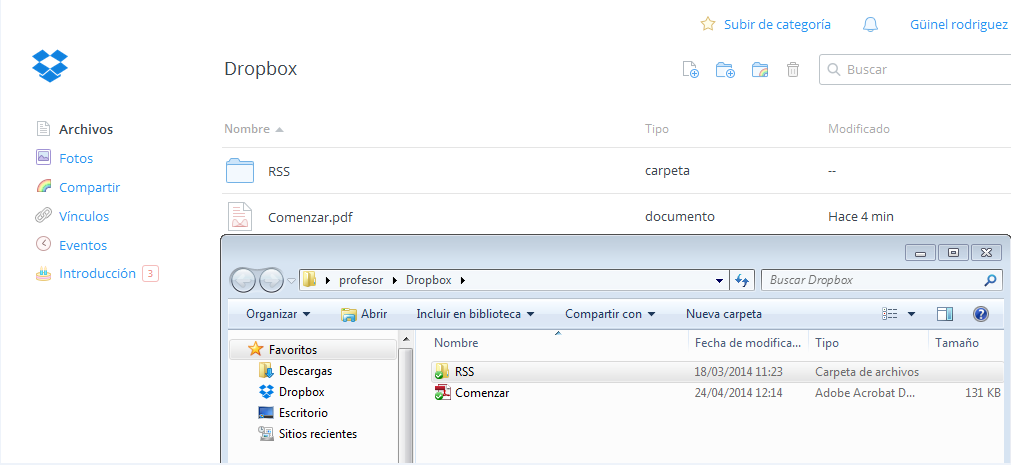 Subir de categoría Güinel rodriguez
Dropbox Buscar
Archivos
Fotos
Compartir
Vínculos
Eventos
Introducción 3
Nombre Tipo Modificado
RSS carpeta --
Comenzar.pdf documento Hace 4 min
profesor Dropbox Buscar Dropbox
Organizar Abrir Incluir en biblioteca Compartir con Nueva carpeta
Favoritos
Descargas
Dropbox
Escritorio
Sitios recientes
Nombre Fecha de modifica... Tipo Tamaño
RSS 18/03/2014 11:23 Carpeta de archivos
Comenzar 24/04/2014 12:14 Adobe Acrobat D... 131 KB